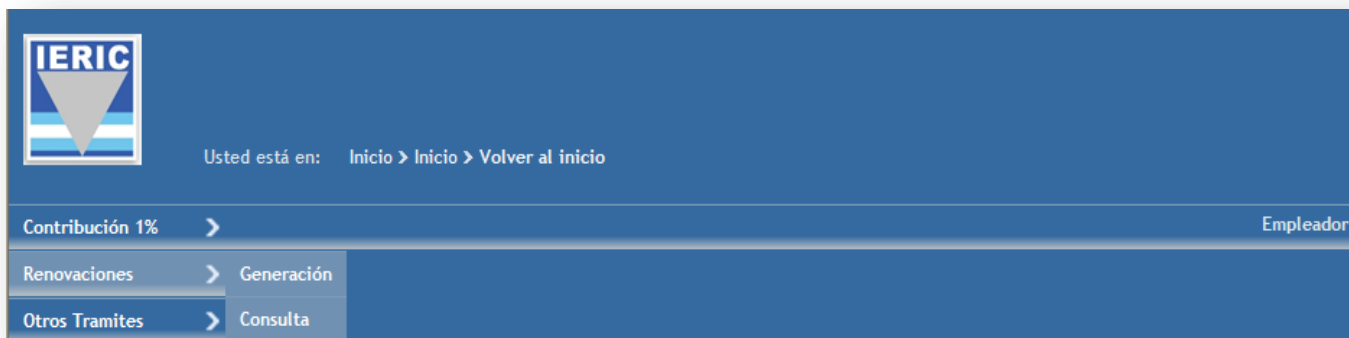 IERIC
Usted está en: Inicio > Inicio > Volver al inicio
Contribución 1% >
Empleador
Renovaciones > Generación
Otros Tramites > Consulta